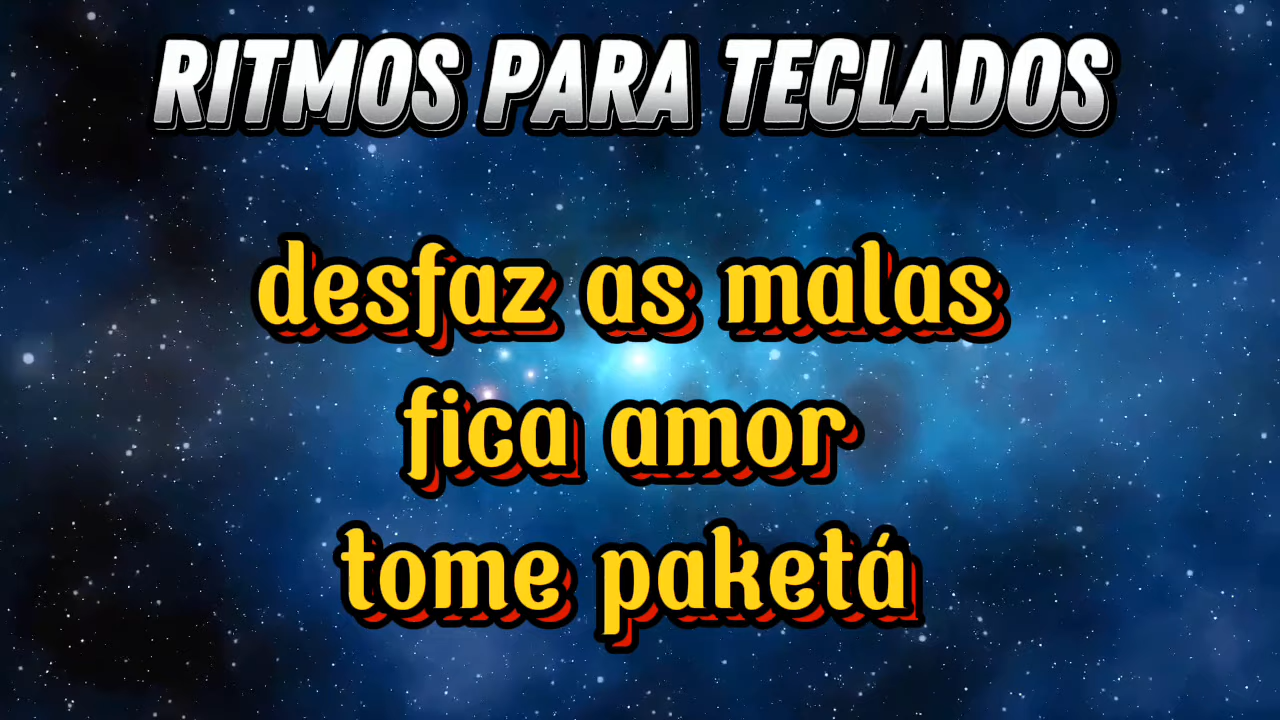 RITMOS PARA TECLADOS
desfaz as malas
fica amor
tome paketá